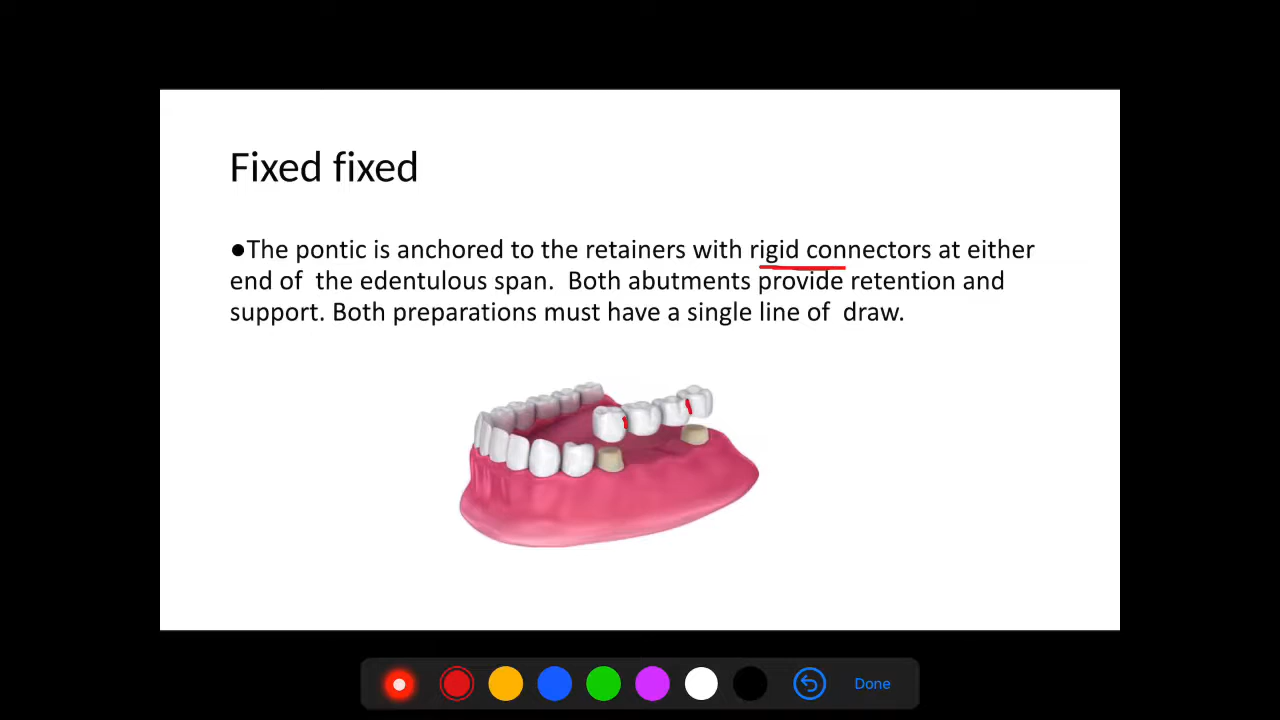 Fixed fixed
●The pontic is anchored to the retainers with rigid connectors at either
end of the edentulous span. Both abutments provide retention and
support. Both preparations must have a single line of draw.
Done